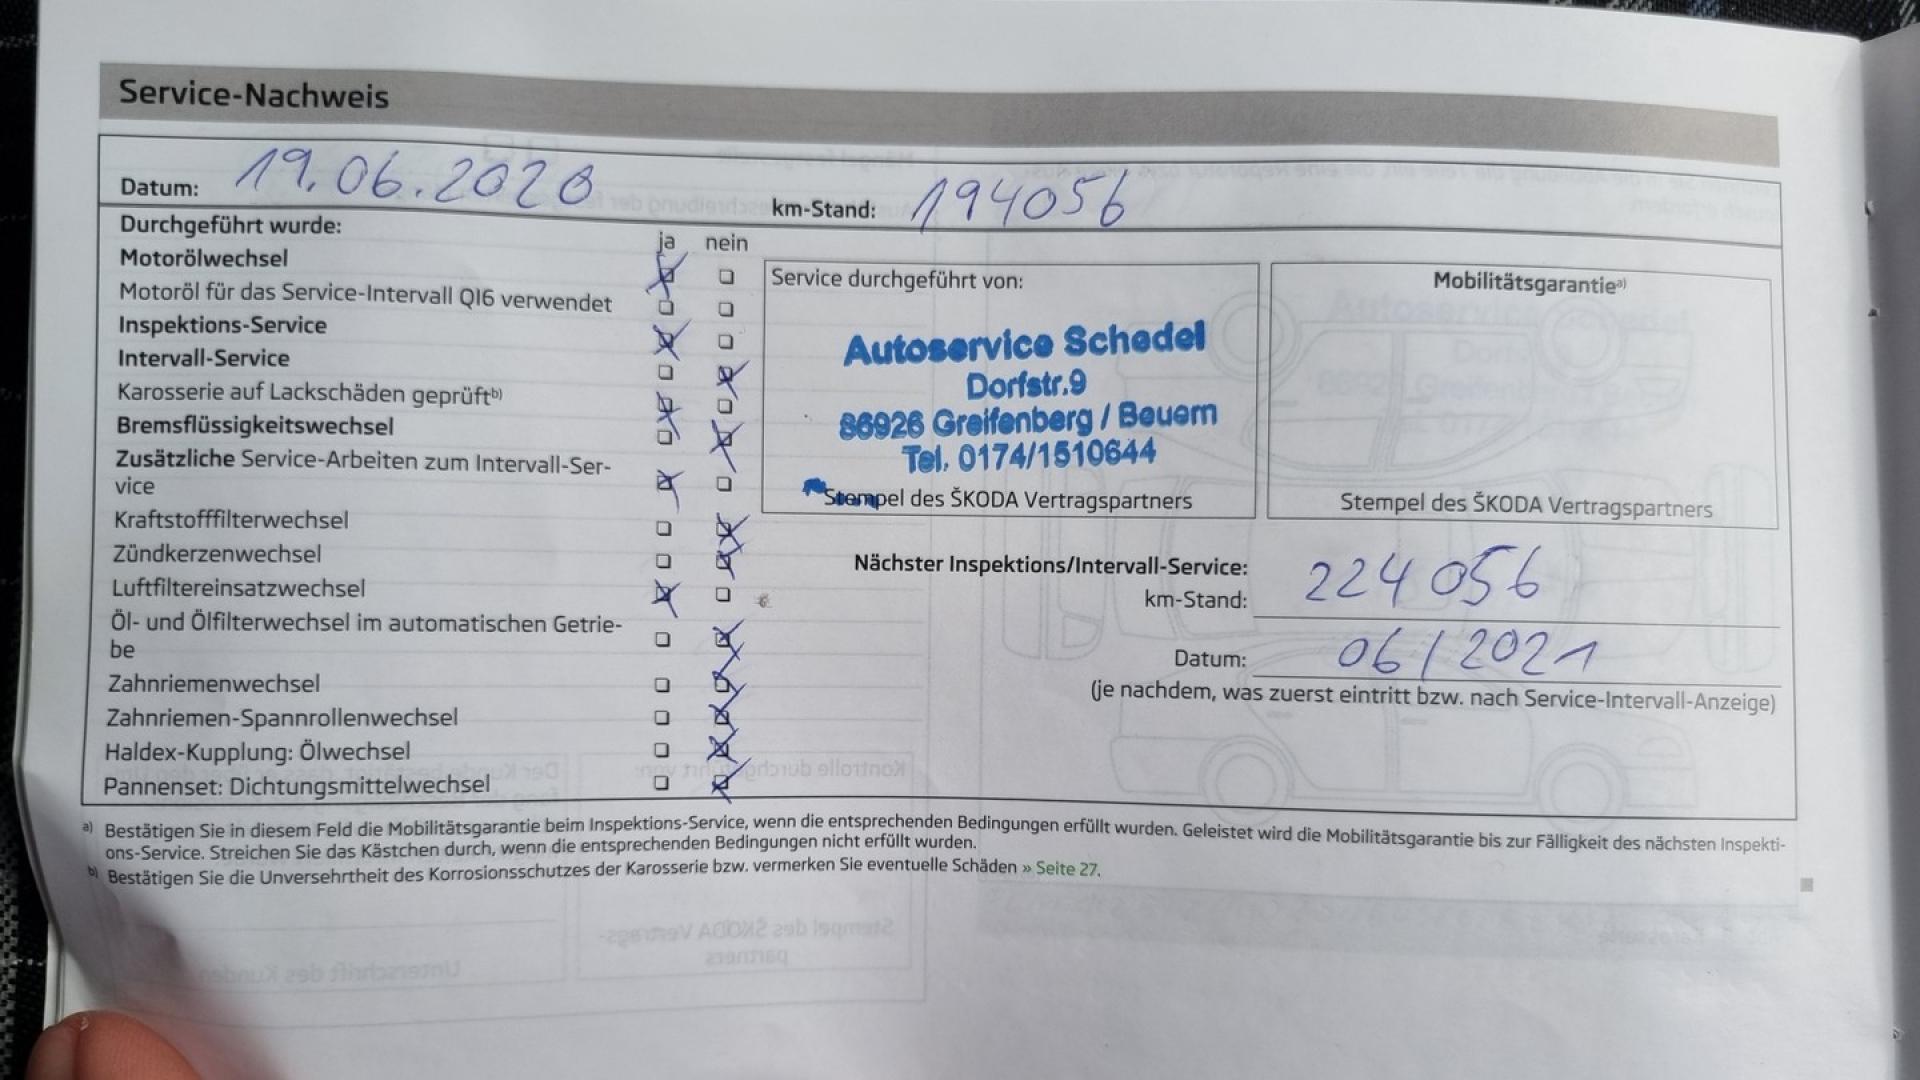 Service-Nachweis
Datum: 19.06.2020 km-Stand: 194056
Durchgeführt wurde: ja nein
Motorölwechsel
Motoröl für das Service-Intervall QI6 verwendet
Inspektions-Service
Intervall-Service
Karosserie auf Lackschäden geprüft b)
Bremsflüssigkeitswechsel
Zusätzliche Service-Arbeiten zum Intervall-Ser-
vice
Kraftstofffilterwechsel
Zündkerzenwechsel
Luftfiltereinsatzwechsel
Öl- und Ölfilterwechsel im automatischen Getrie-
be
Zahnriemenwechsel
Zahnriemen-Spannrollenwechsel
Haldex-Kupplung: Ölwechsel
Pannenset: Dichtungsmittelwechsel
Service durchgeführt von:
Autoservice Schedel
Dorfstr.9
86926 Greifenberg / Beuern
Tel. 0174/1510644
Stempel des ŠKODA Vertragspartners
Mobilitätsgarantie a)
Stempel des ŠKODA Vertragspartners
Nächster Inspektions/Intervall-Service:
km-Stand: 224056
Datum: 06/2021
(je nachdem, was zuerst eintritt bzw. nach Service-Intervall-Anzeige)
a) Bestätigen Sie in diesem Feld die Mobilitätsgarantie beim Inspektions-Service, wenn die entsprechenden Bedingungen erfüllt wurden. Geleistet wird die Mobilitätsgarantie bis zur Fälligkeit des nächsten Inspekti-
ons-Service. Streichen Sie das Kästchen durch, wenn die entsprechenden Bedingungen nicht erfüllt wurden.
b) Bestätigen Sie die Unversehrtheit des Korrosionsschutzes der Karosserie bzw. vermerken Sie eventuelle Schäden » Seite 27.